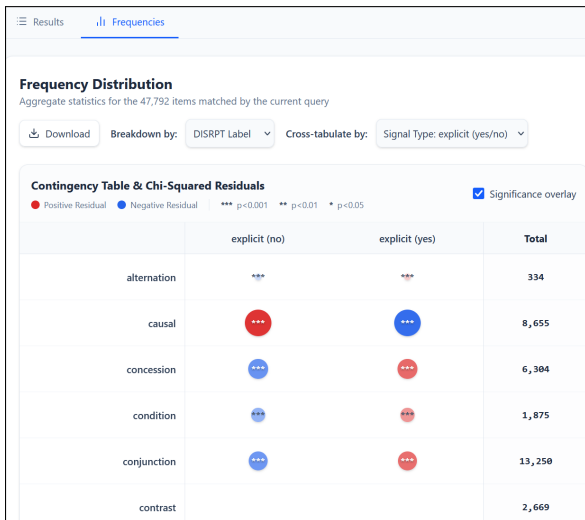 Results Frequencies
Frequency Distribution
Aggregate statistics for the 47,792 items matched by the current query
Download Breakdown by: DISRPT Label Cross-tabulate by: Signal Type: explicit (yes/no)
Contingency Table & Chi-Squared Residuals
Significance overlay
Positive Residual Negative Residual *** p<0.001 ** p<0.01 * p<0.05
explicit (no) explicit (yes) Total
alternation *** *** 334
causal *** *** 8,655
concession *** *** 6,304
condition *** *** 1,875
conjunction *** *** 13,250
contrast 2,669